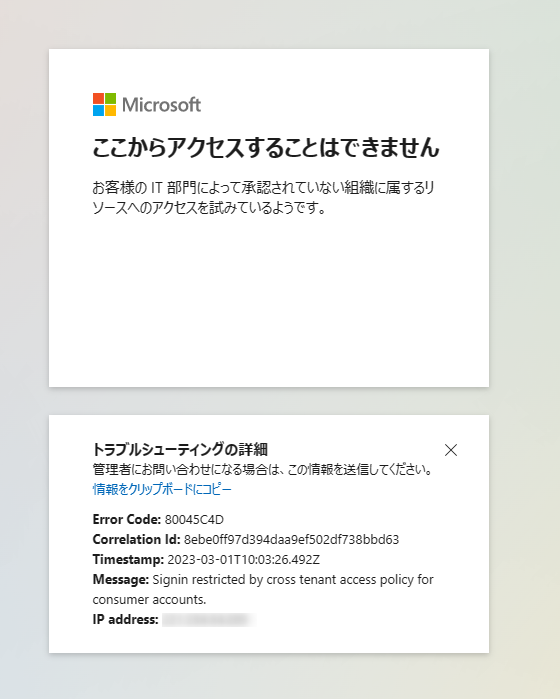 Microsoft
ここからアクセスすることはできません
お客様の IT 部門によって承認されていない組織に属するリ
ソースへのアクセスを試みているようです。
トラブルシューティングの詳細
管理者にお問い合わせになる場合は、この情報を送信してください。
情報をクリップボードにコピー
Error Code: 80045C4D
Correlation Id: 8ebe0ff97d394daa9ef502df738bbd63
Timestamp: 2023-03-01T10:03:26.492Z
Message: Signin restricted by cross tenant access policy for
consumer accounts.
IP address: